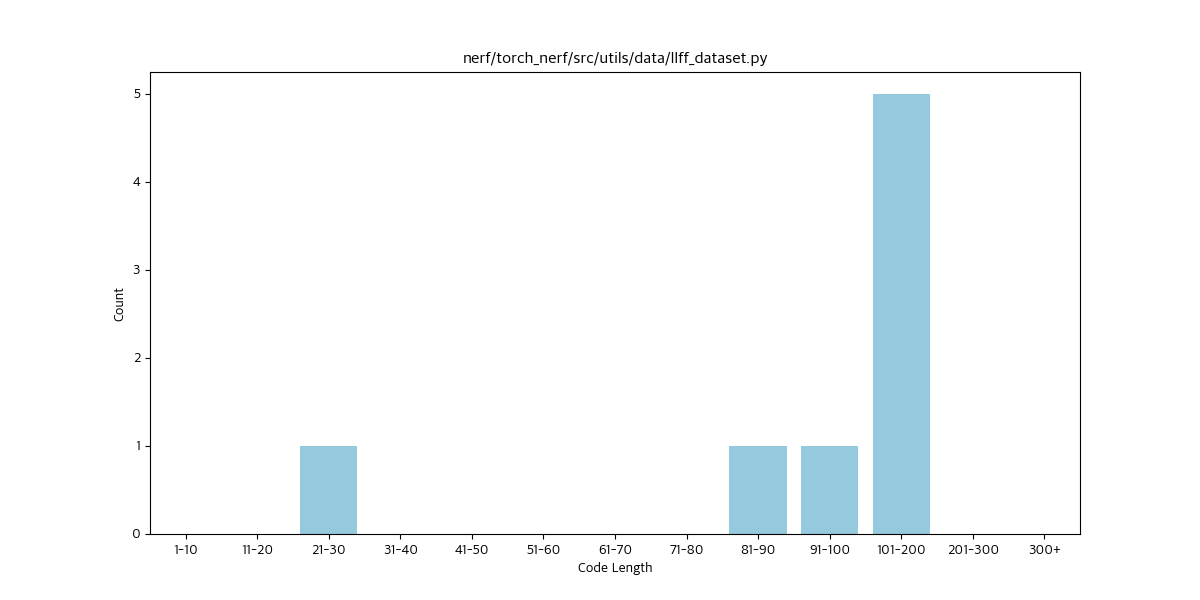 nerf/torch_nerf/src/utils/data/llff_dataset.py
5
4
3
2
1
0
Count
1-10 11-20 21-30 31-40 41-50 51-60 61-70 71-80 81-90 91-100 101-200 201-300 300+
Code Length